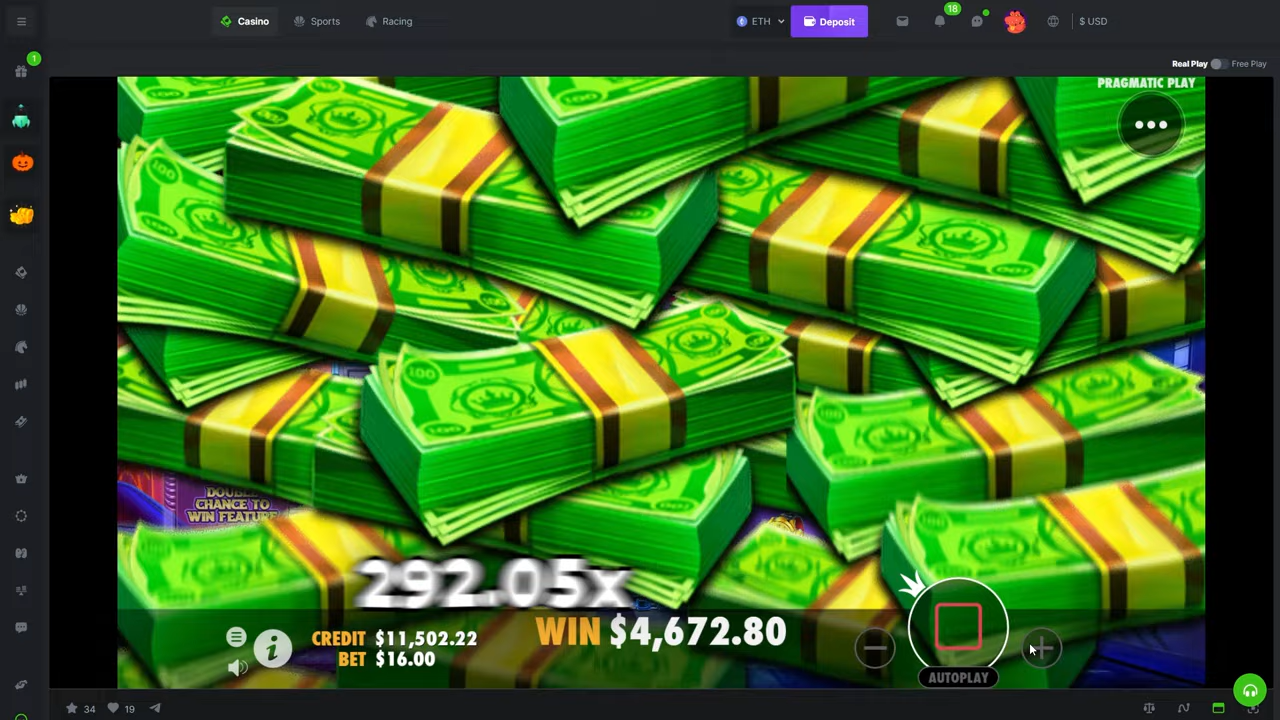 Casino
Sports
Racing
ETH
Deposit
18
$ USD
1
Real Play
Free Play
PRAGMATIC PLAY
DOUBLE
CHANCE TO
WIN FEATURE
292.05x
CREDIT $11,502.22
BET $16.00
WIN $4,672.80
AUTOPLAY
34
19